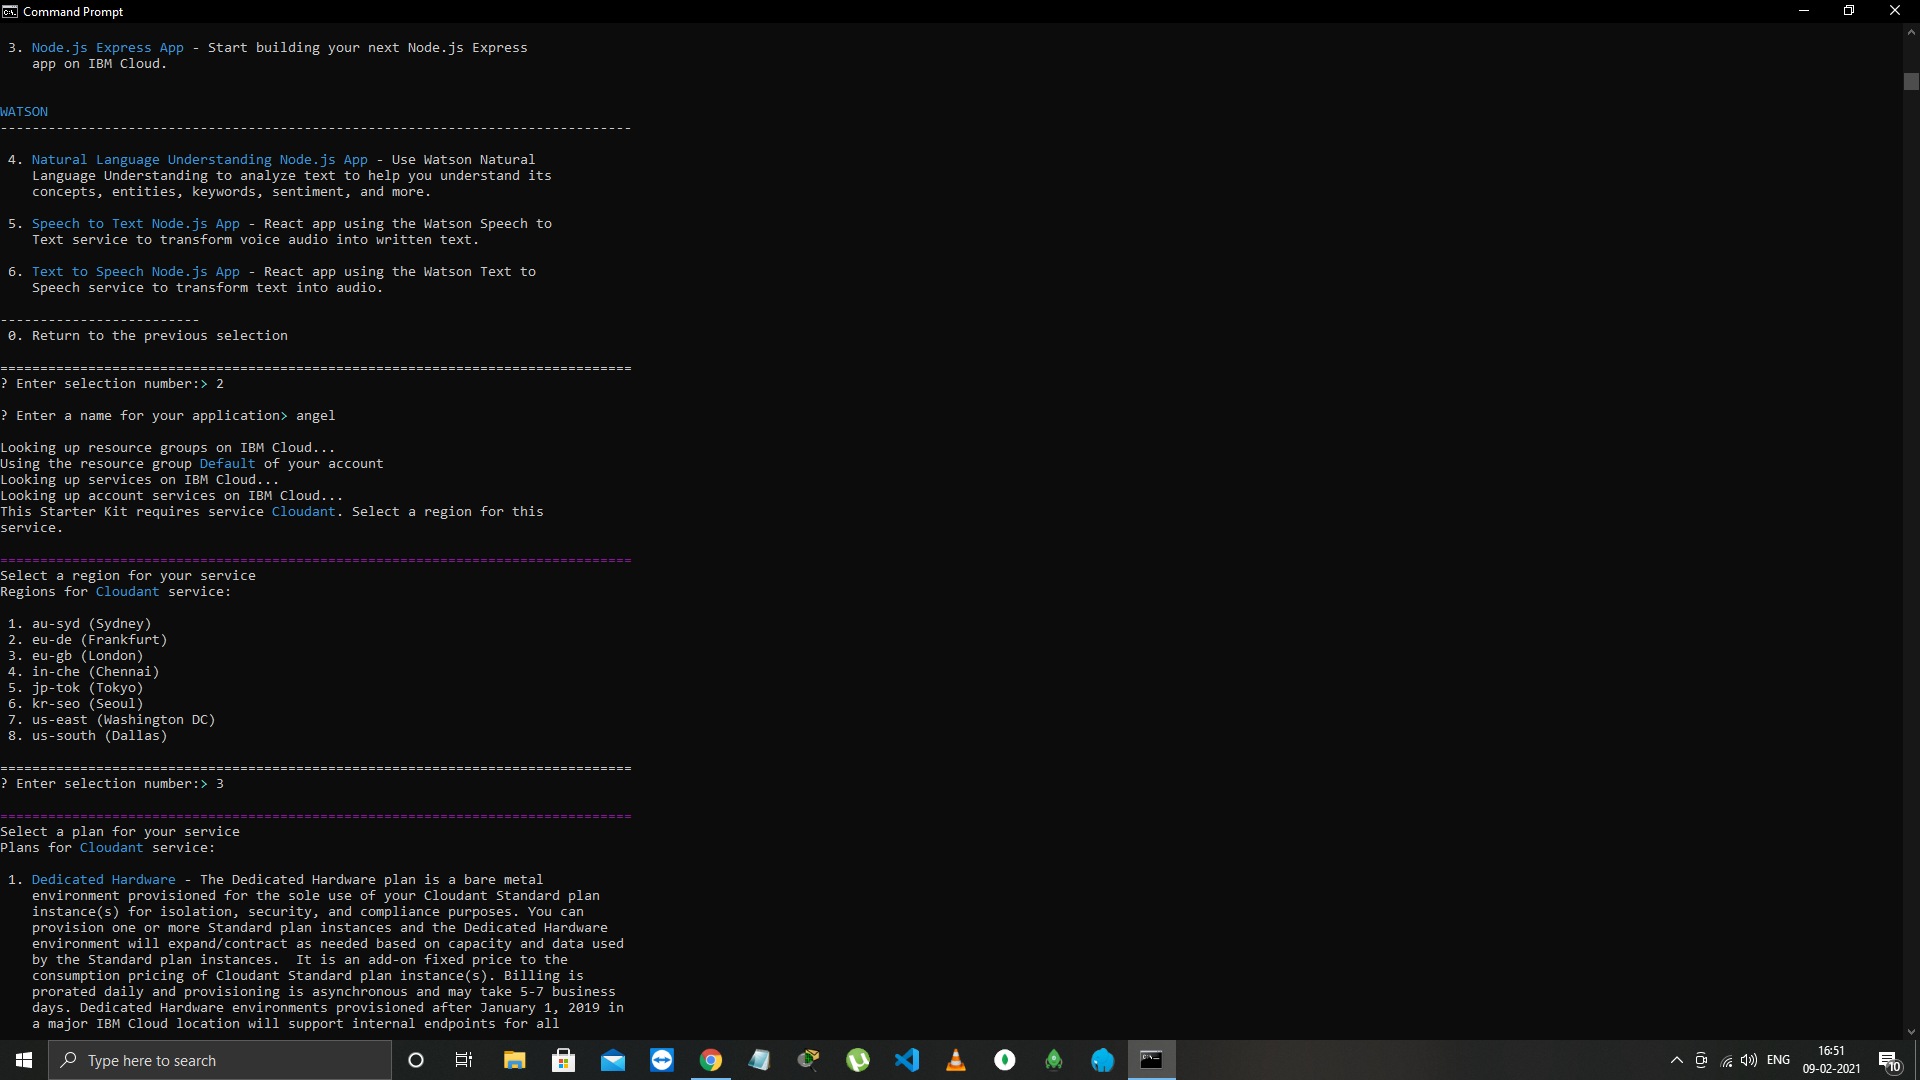 Command Prompt
3. Node.js Express App - Start building your next Node.js Express
app on IBM Cloud.
WATSON
-------------------------------------------------------------------------------
4. Natural Language Understanding Node.js App - Use Watson Natural
Language Understanding to analyze text to help you understand its
concepts, entities, keywords, sentiment, and more.
5. Speech to Text Node.js App - React app using the Watson Speech to
Text service to transform voice audio into written text.
6. Text to Speech Node.js App - React app using the Watson Text to
Speech service to transform text into audio.
-------------------------
0. Return to the previous selection
===============================================================================
? Enter selection number:> 2
? Enter a name for your application> angel
Looking up resource groups on IBM Cloud...
Using the resource group Default of your account
Looking up services on IBM Cloud...
Looking up account services on IBM Cloud...
This Starter Kit requires service Cloudant. Select a region for this
service.
===============================================================================
Select a region for your service
Regions for Cloudant service:
1. au-syd (Sydney)
2. eu-de (Frankfurt)
3. eu-gb (London)
4. in-che (Chennai)
5. jp-tok (Tokyo)
6. kr-seo (Seoul)
7. us-east (Washington DC)
8. us-south (Dallas)
===============================================================================
? Enter selection number:> 3
===============================================================================
Select a plan for your service
Plans for Cloudant service:
1. Dedicated Hardware - The Dedicated Hardware plan is a bare metal
environment provisioned for the sole use of your Cloudant Standard plan
instance(s) for isolation, security, and compliance purposes. You can
provision one or more Standard plan instances and the Dedicated Hardware
environment will expand/contract as needed based on capacity and data used
by the Standard plan instances.  It is an add-on fixed price to the
consumption pricing of Cloudant Standard plan instance(s). Billing is
prorated daily and provisioning is asynchronous and may take 5-7 business
days. Dedicated Hardware environments provisioned after January 1, 2019 in
a major IBM Cloud location will support internal endpoints for all
Type here to search
ENG
16:51
09-02-2021
10